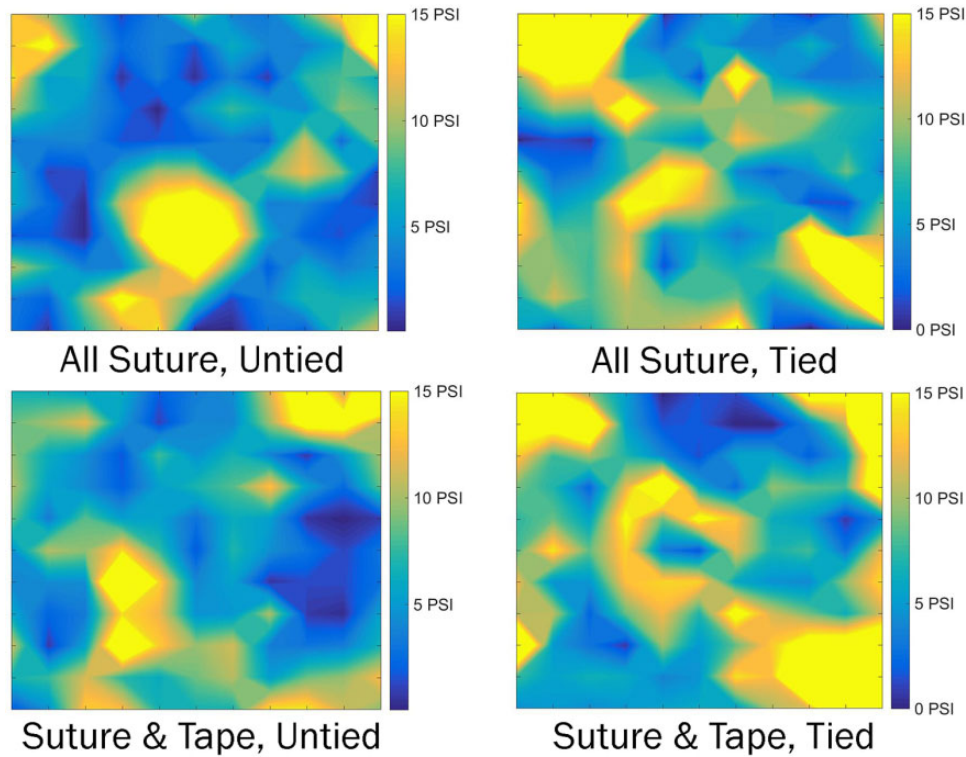 15 PSI
10 PSI
5 PSI
All Suture, Untied
15 PSI
10 PSI
5 PSI
0 PSI
All Suture, Tied
15 PSI
10 PSI
5 PSI
Suture & Tape, Untied
15 PSI
10 PSI
5 PSI
0 PSI
Suture & Tape, Tied